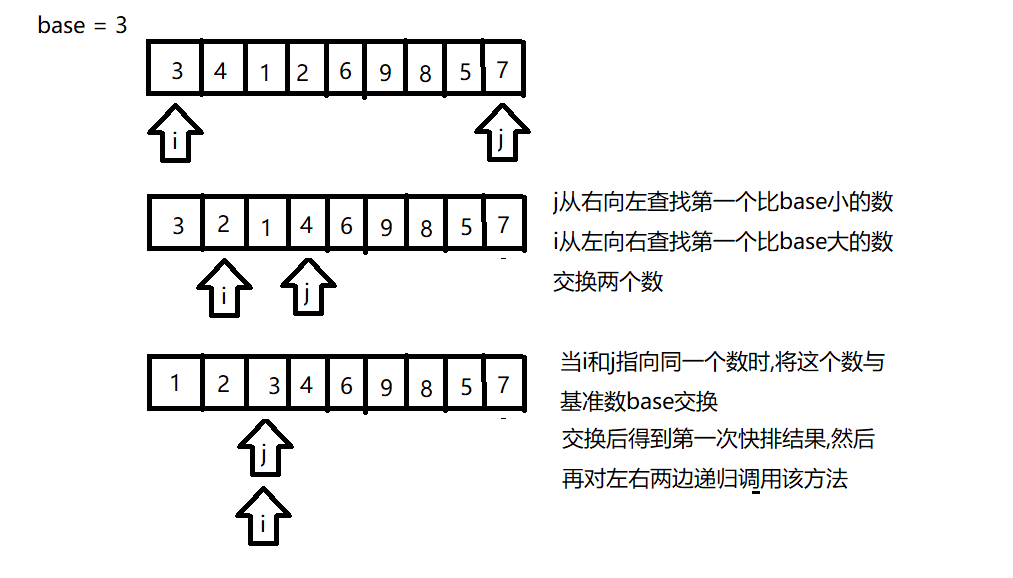 base = 3
3 4 1 2 6 9 8 5 7
i j
3 2 1 4 6 9 8 5 7
i j
j从右向左查找第一个比base小的数
i从左向右查找第一个比base大的数
交换两个数
1 2 3 4 6 9 8 5 7
j
i
当i和j指向同一个数时,将这个数与
基准数base交换
交换后得到第一次快排结果,然后
再对左右两边递归调用该方法